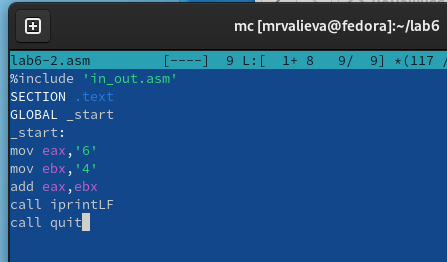 mc [mrvalieva@fedora]:~/lab6
lab6-2.asm [----] 9 L:[ 1+ 8 9/ 9] *(117 /
%include 'in_out.asm'
SECTION .text
GLOBAL _start
_start:
mov eax,'6'
mov ebx,'4'
add eax,ebx
call iprintLF
call quit